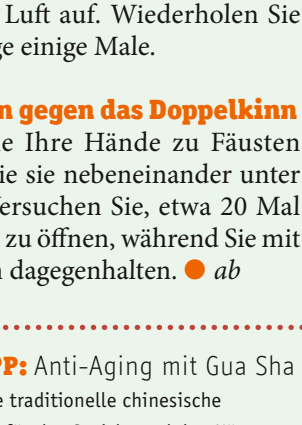 Luft auf. Wiederholen Sie
ge einige Male.
n gegen das Doppelkinn
e Ihre Hände zu Fäusten
ie sie nebeneinander unter
Versuchen Sie, etwa 20 Mal
zu öffnen, während Sie mit
n dagegenhalten. ● ab
PP: Anti-Aging mit Gua Sha
e traditionelle chinesische